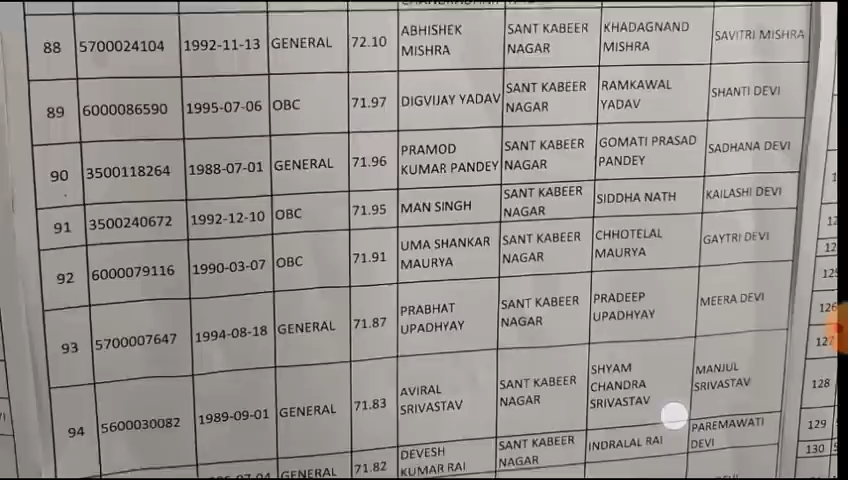 88 5700024104 1992-11-13 GENERAL 72.10 ABHISHEK MISHRA SANT KABEER NAGAR KHADAGNAND MISHRA SAVITRI MISHRA
89 6000086590 1995-07-06 OBC 71.97 DIGVIJAY YADAV SANT KABEER NAGAR RAMKAWAL YADAV SHANTI DEVI
90 3500118264 1988-07-01 GENERAL 71.96 PRAMOD KUMAR PANDEY SANT KABEER NAGAR GOMATI PRASAD PANDEY SADHANA DEVI
91 3500240672 1992-12-10 OBC 71.95 MAN SINGH SANT KABEER NAGAR SIDDHA NATH KAILASHI DEVI
92 6000079116 1990-03-07 OBC 71.91 UMA SHANKAR MAURYA SANT KABEER NAGAR CHHOTELAL MAURYA GAYTRI DEVI
93 5700007647 1994-08-18 GENERAL 71.87 PRABHAT UPADHYAY SANT KABEER NAGAR PRADEEP UPADHYAY MEERA DEVI
94 5600030082 1989-09-01 GENERAL 71.83 AVIRAL SRIVASTAV SANT KABEER NAGAR SHYAM CHANDRA SRIVASTAV MANJUL SRIVASTAV
GENERAL 71.82 DEVESH KUMAR RAI SANT KABEER NAGAR INDRALAL RAI PAREMAWATI DEVI
126
127
128
129
130